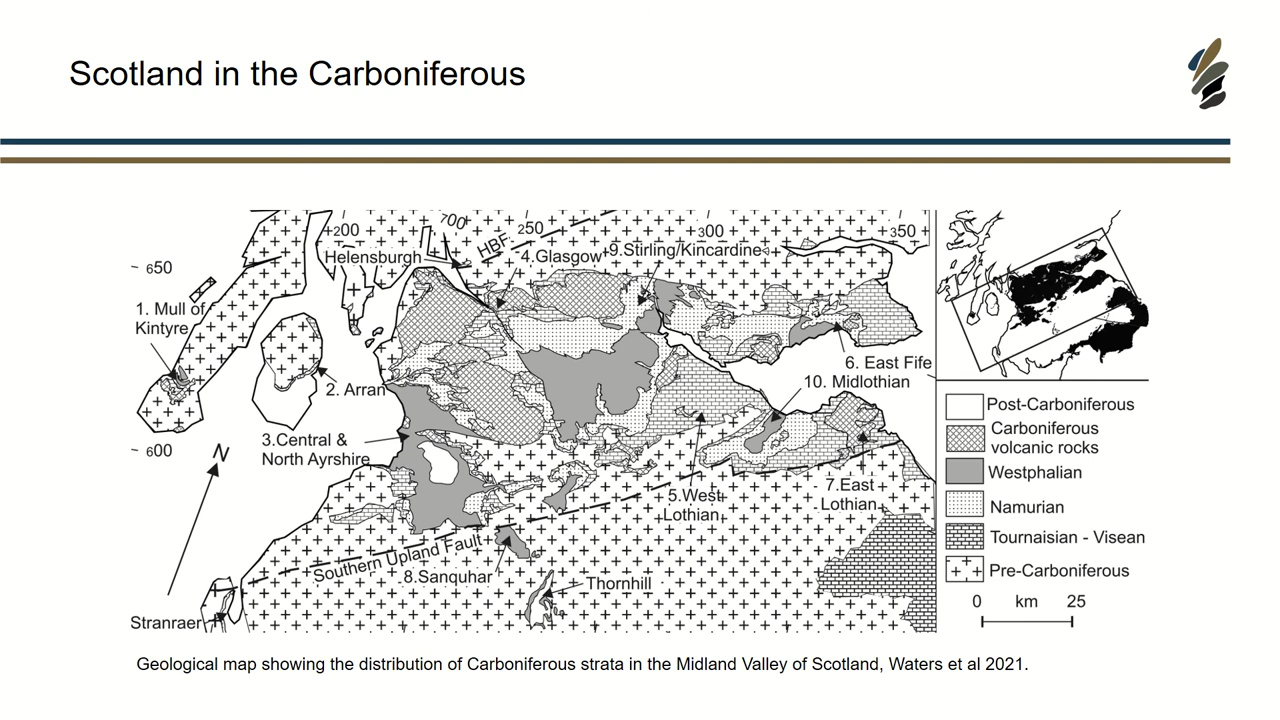 Scotland in the Carboniferous
200
700
250
300
350
HBF
Helensburgh
4.Glasgow
9.Stirling/Kincardine
650
1. Mull of
Kintyre
2. Arran
6. East Fife
10. Midlothian
3.Central &
North Ayrshire
600
N
5.West
Lothian
7.East
Lothian
Southern Upland Fault
8.Sanquhar
Thornhill
Stranraer
Post-Carboniferous
Carboniferous
volcanic rocks
Westphalian
Namurian
Tournaisian - Visean
Pre-Carboniferous
0 km 25
Geological map showing the distribution of Carboniferous strata in the Midland Valley of Scotland, Waters et al 2021.